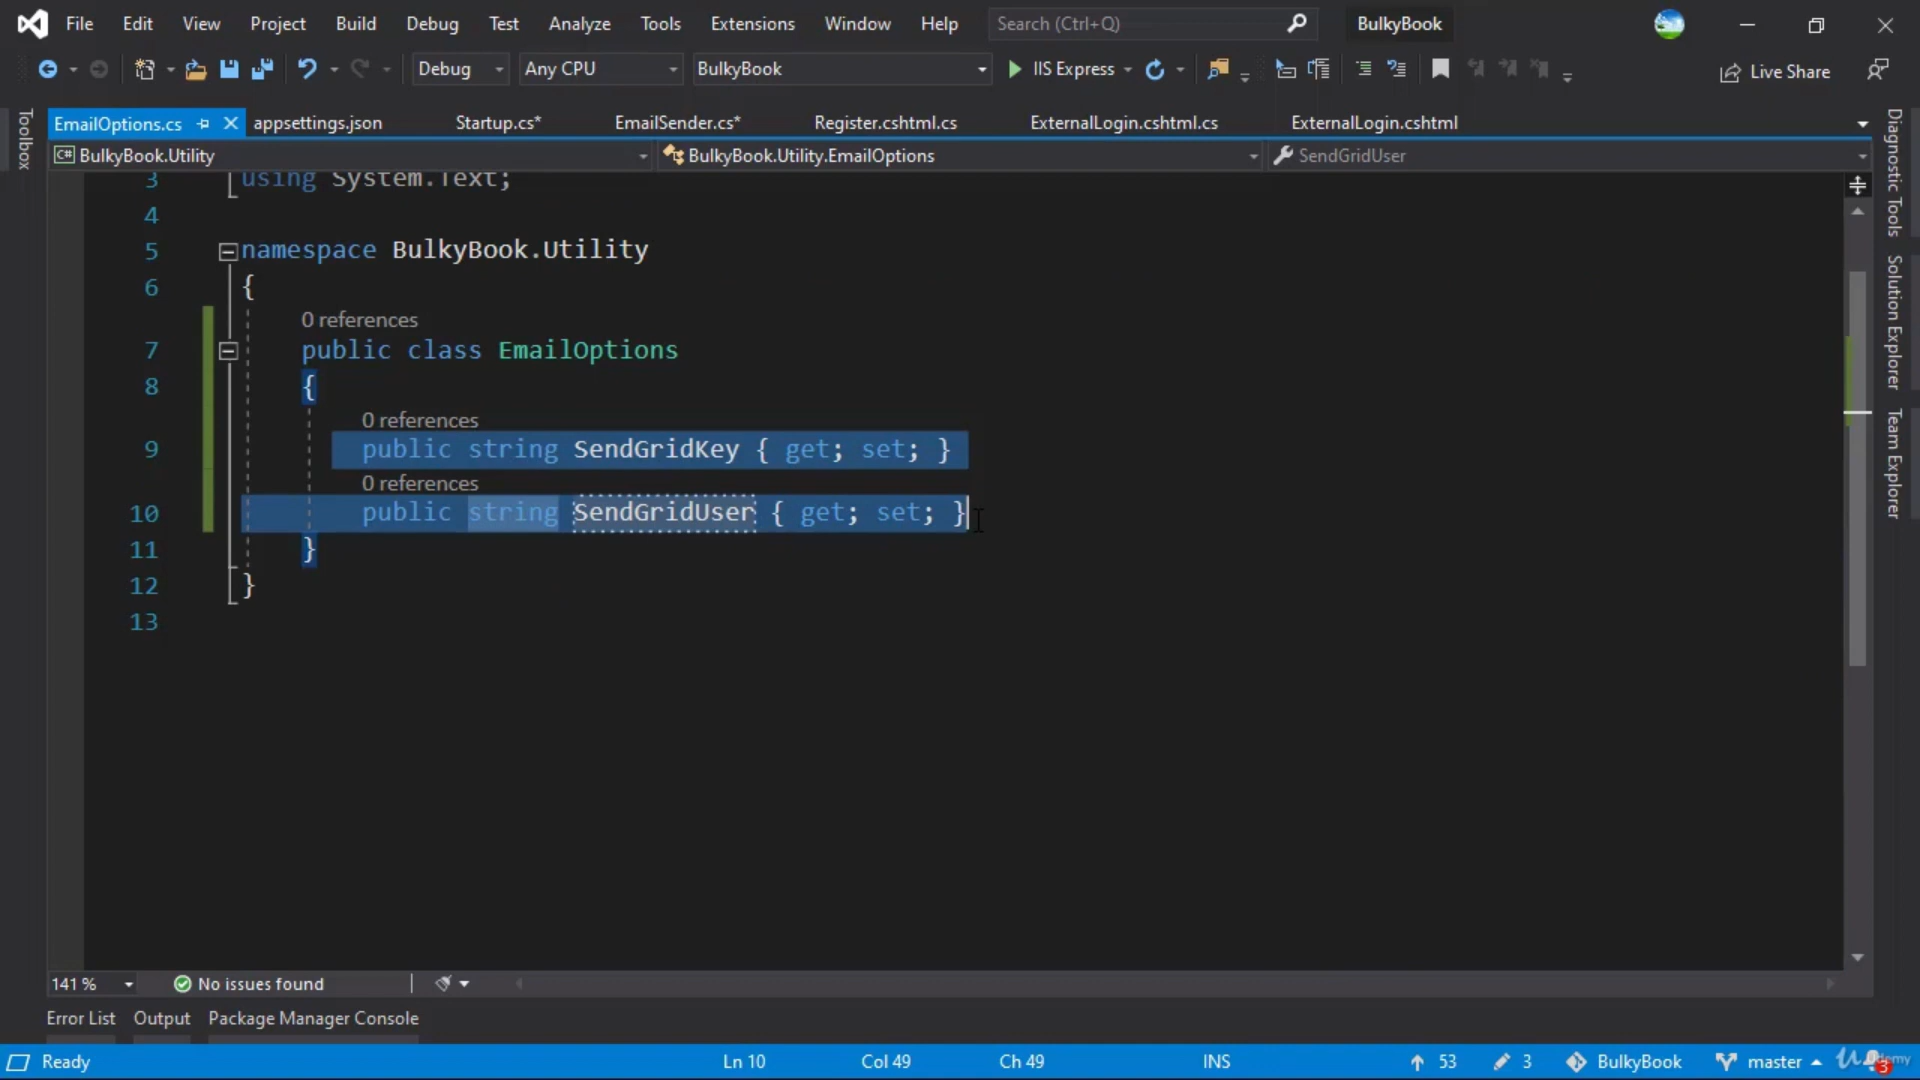 File Edit View Project Build Debug Test Analyze Tools Extensions Window Help Search (Ctrl+Q) BulkyBook
Debug Any CPU BulkyBook IIS Express Live Share
EmailOptions.cs appsettings.json Startup.cs* EmailSender.cs* Register.cshtml.cs ExternalLogin.cshtml.cs ExternalLogin.cshtml
C# BulkyBook.Utility BulkyBook.Utility.EmailOptions SendGridUser
Toolbox
Diagnostic Tools
Solution Explorer
Team Explorer
3 using System.Text;
4
5 namespace BulkyBook.Utility
6 {
0 references
7 public class EmailOptions
8 {
0 references
9 public string SendGridKey { get; set; }
0 references
10 public string SendGridUser { get; set; }
11 }
12 }
13
141 % No issues found
Error List Output Package Manager Console
Ready Ln 10 Col 49 Ch 49 INS 53 3 BulkyBook master 3